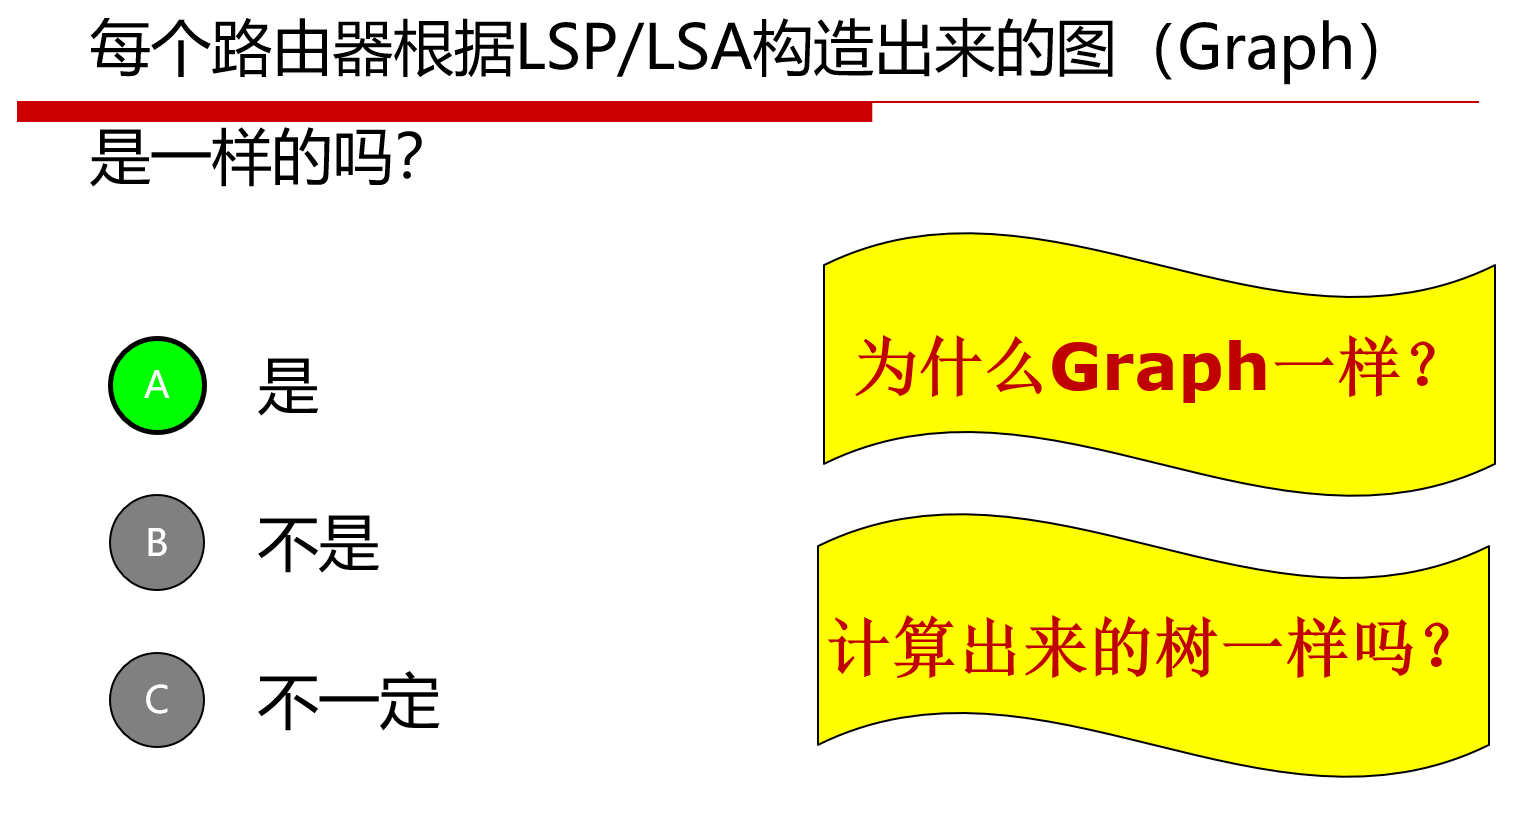 每个路由器根据LSP/LSA构造出来的图（Graph）
是一样的吗？
A 是
B 不是
C 不一定
为什么Graph一样？
计算出来的树一样吗？